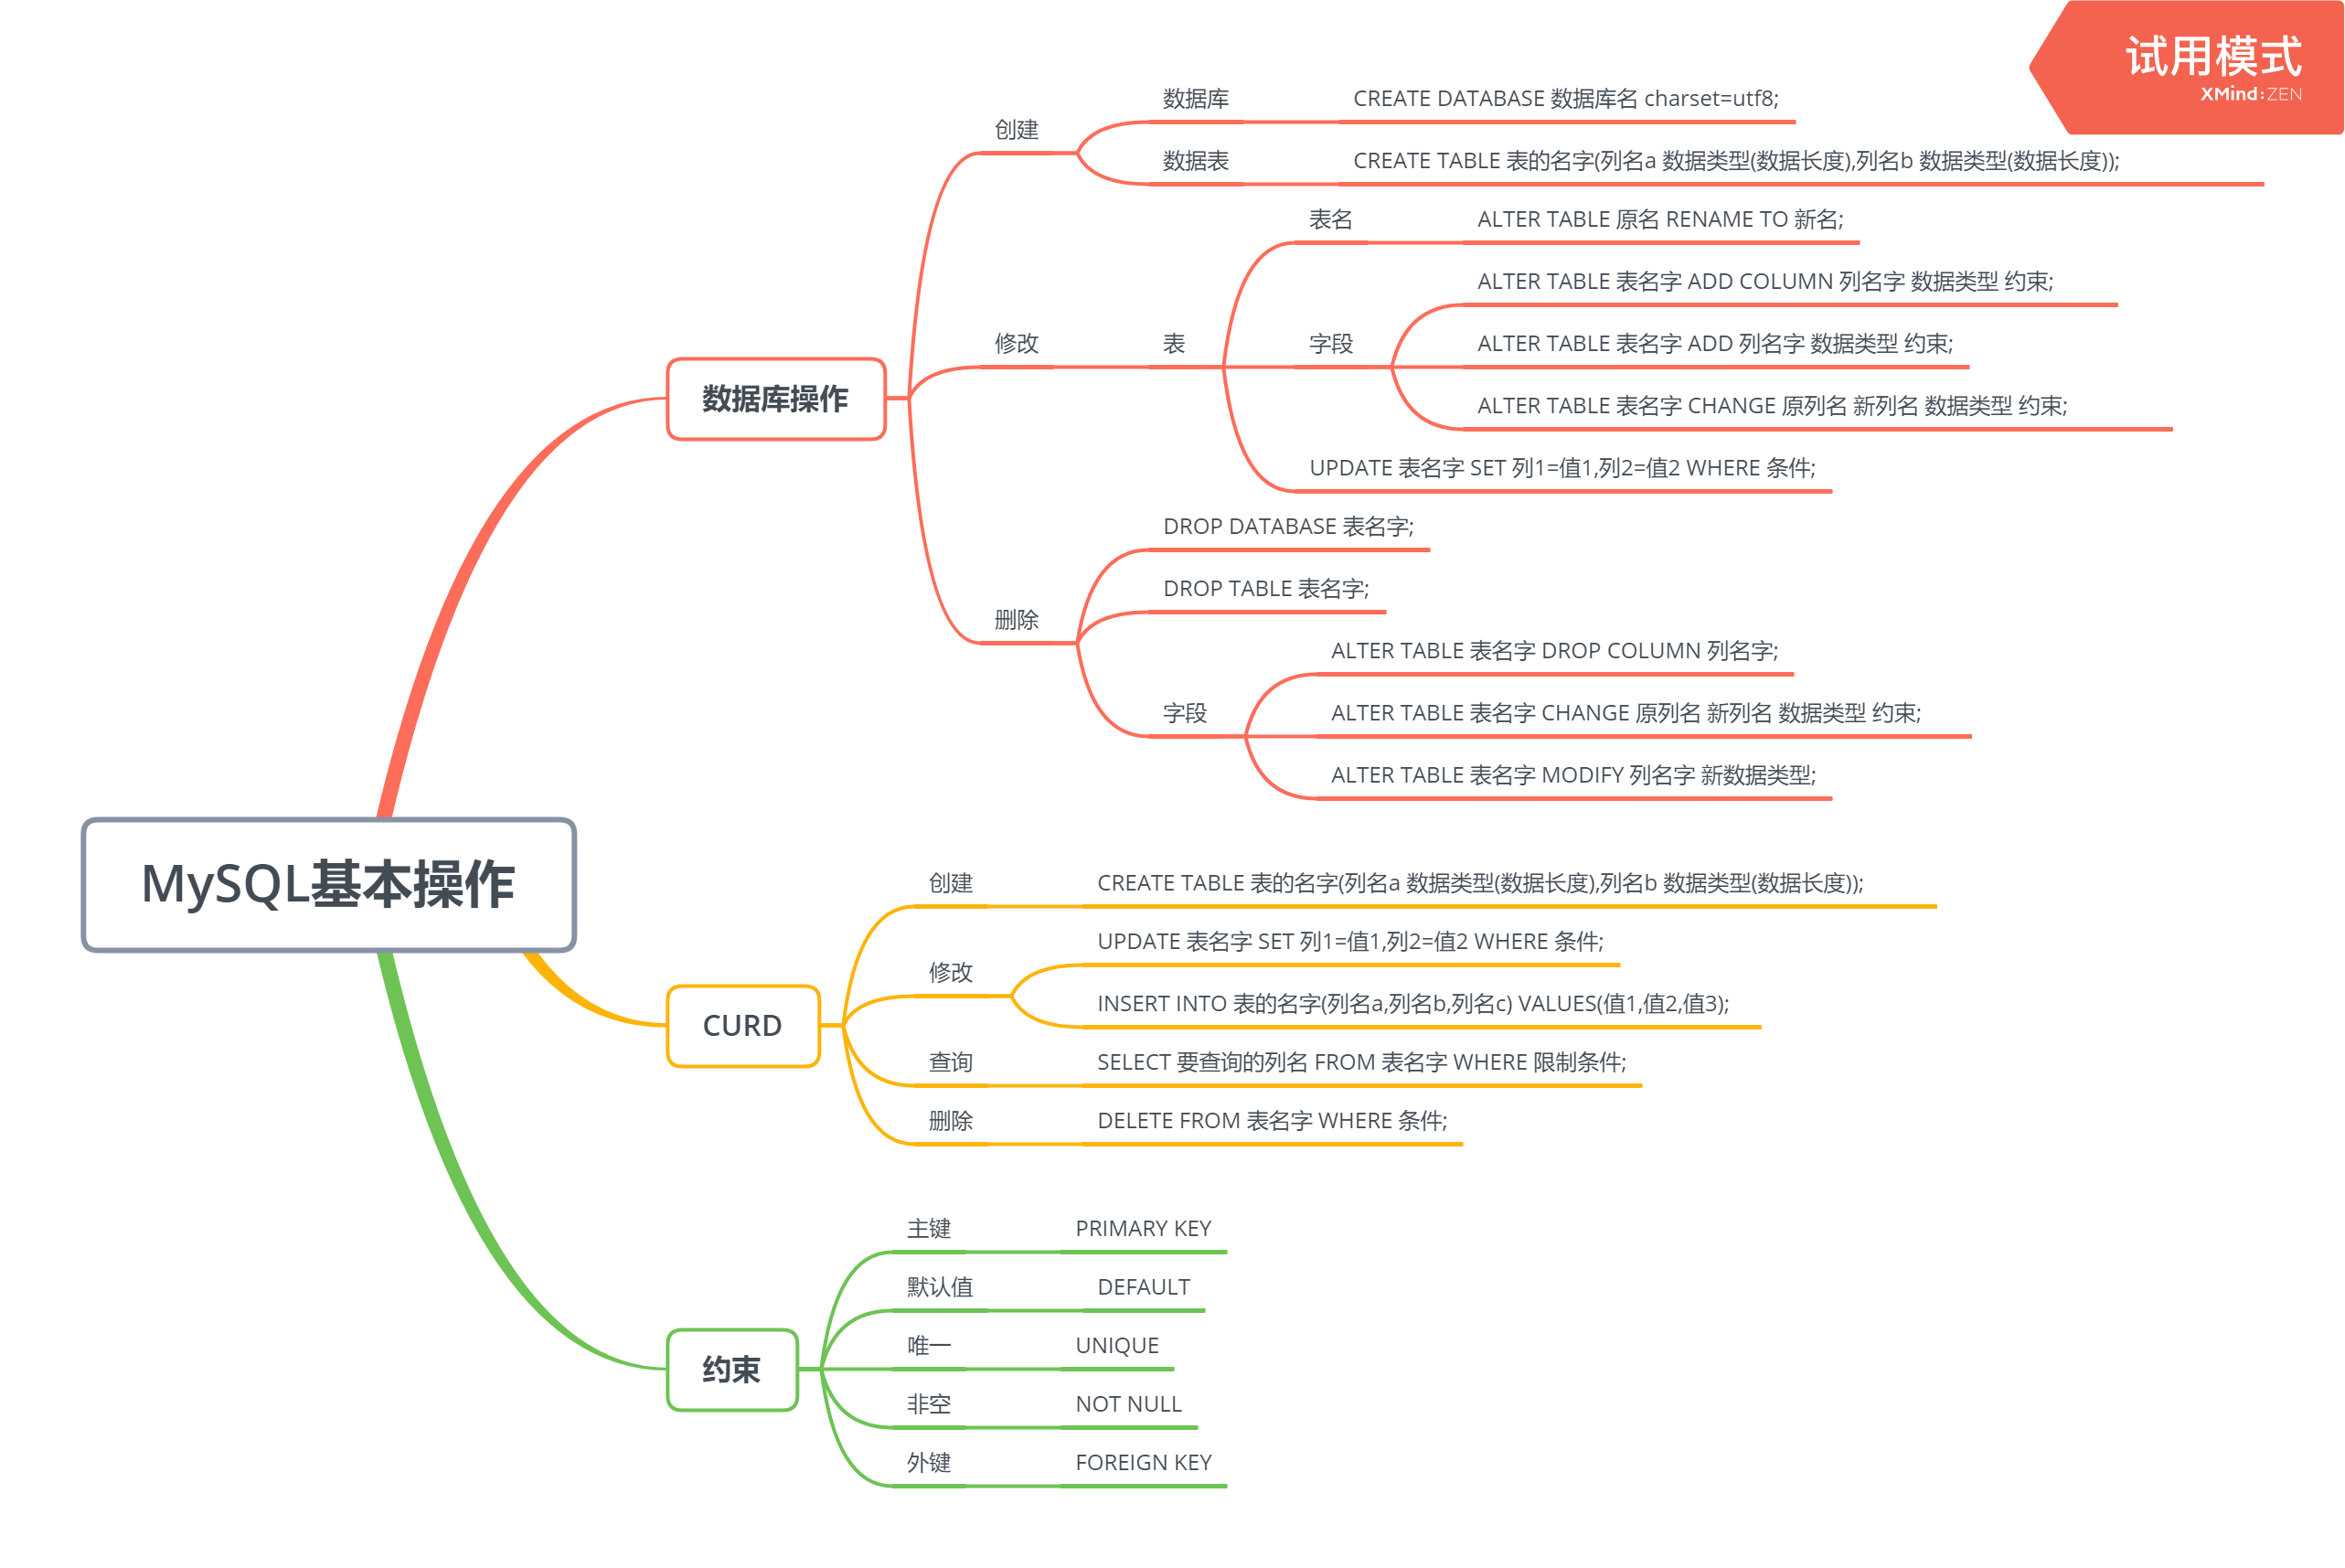 试用模式
XMind:ZEN
MySQL基本操作
数据库操作
创建
数据库
CREATE DATABASE 数据库名 charset=utf8;
数据表
CREATE TABLE 表的名字(列名a 数据类型(数据长度),列名b 数据类型(数据长度));
修改
表
表名
ALTER TABLE 原名 RENAME TO 新名;
字段
ALTER TABLE 表名字 ADD COLUMN 列名字 数据类型 约束;
ALTER TABLE 表名字 ADD 列名字 数据类型 约束;
ALTER TABLE 表名字 CHANGE 原列名 新列名 数据类型 约束;
UPDATE 表名字 SET 列1=值1,列2=值2 WHERE 条件;
删除
DROP DATABASE 表名字;
DROP TABLE 表名字;
字段
ALTER TABLE 表名字 DROP COLUMN 列名字;
ALTER TABLE 表名字 CHANGE 原列名 新列名 数据类型 约束;
ALTER TABLE 表名字 MODIFY 列名字 新数据类型;
CURD
创建
CREATE TABLE 表的名字(列名a 数据类型(数据长度),列名b 数据类型(数据长度));
修改
UPDATE 表名字 SET 列1=值1,列2=值2 WHERE 条件;
INSERT INTO 表的名字(列名a,列名b,列名c) VALUES(值1,值2,值3);
查询
SELECT 要查询的列名 FROM 表名字 WHERE 限制条件;
删除
DELETE FROM 表名字 WHERE 条件;
约束
主键
PRIMARY KEY
默认值
DEFAULT
唯一
UNIQUE
非空
NOT NULL
外键
FOREIGN KEY